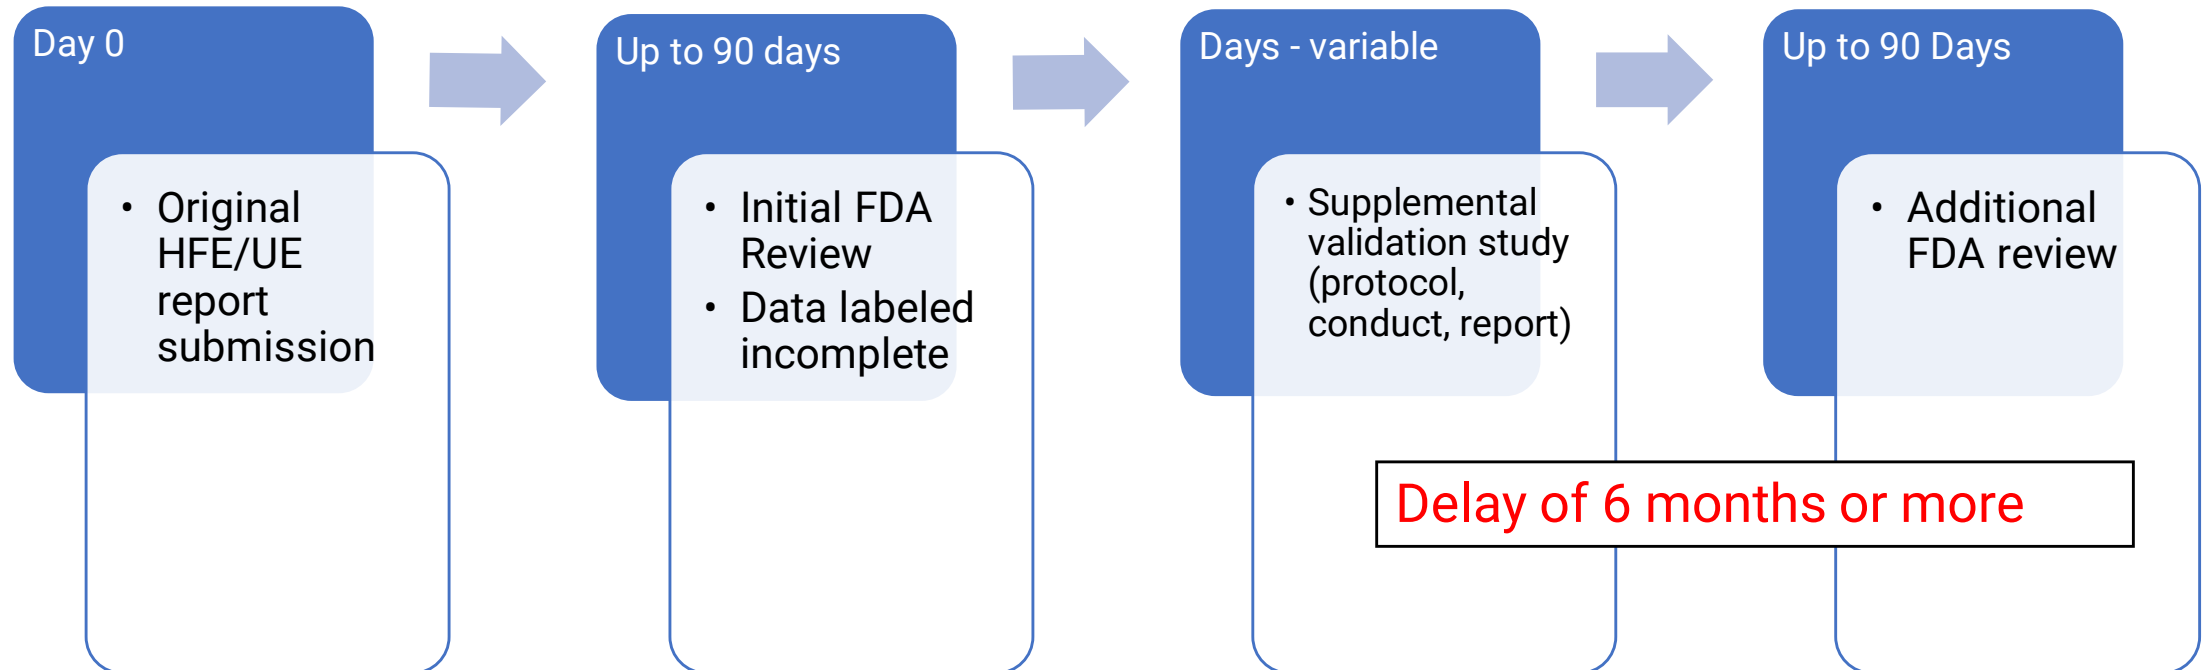 Day 0
• Original
HFE/UE
report
submission
Up to 90 days
• Initial FDA
Review
• Data labeled
incomplete
Days - variable
• Supplemental
validation study
(protocol,
conduct, report)
Up to 90 Days
• Additional
FDA review
Delay of 6 months or more